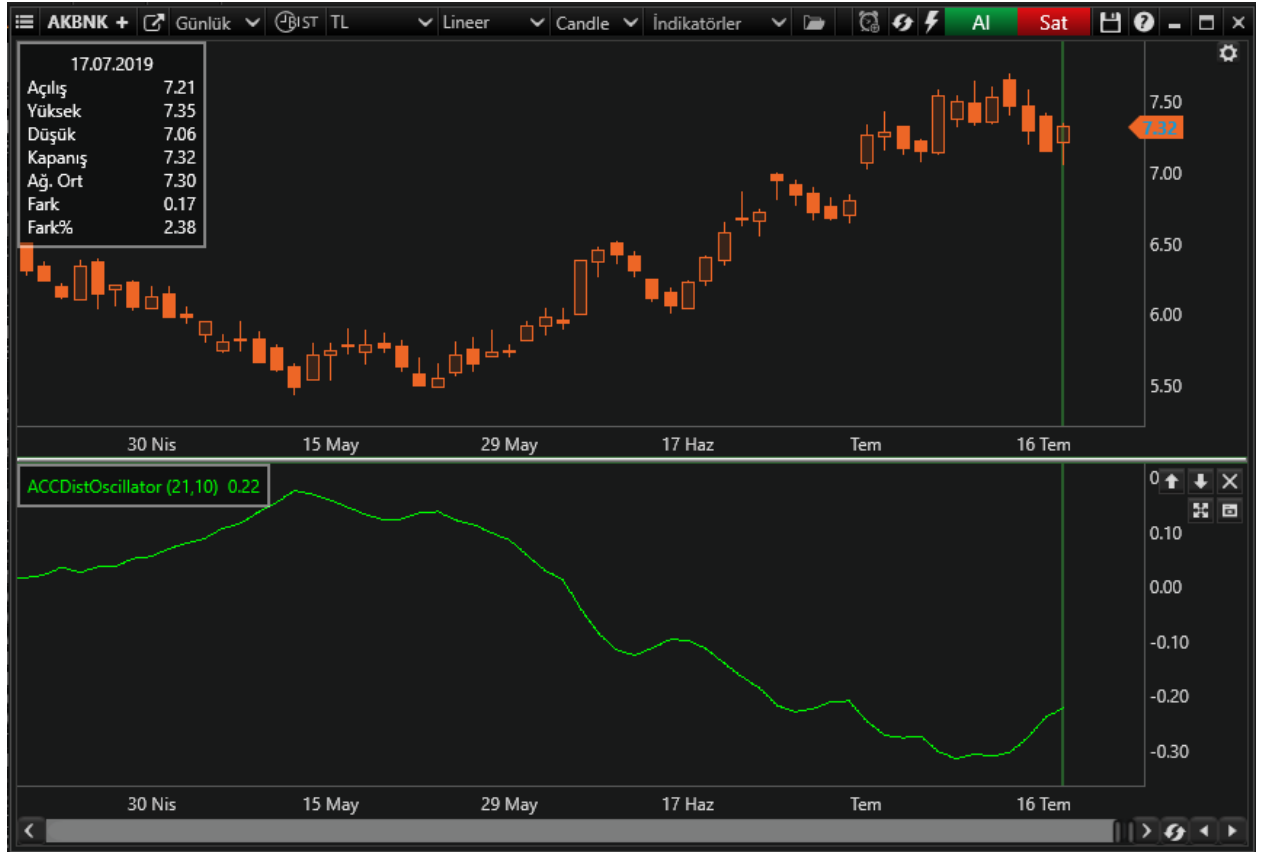 AKBNK + Günlük BIST TL Lineer Candle İndikatörler Al Sat
17.07.2019
Açılış 7.21
Yüksek 7.35
Düşük 7.06
Kapanış 7.32
Ağ. Ort 7.30
Fark 0.17
Fark% 2.38
7.50
7.32
7.00
6.50
6.00
5.50
30 Nis 15 May 29 May 17 Haz Tem 16 Tem
ACCDistOscillator (21,10) 0.22
0.10
0.00
-0.10
-0.20
-0.30
30 Nis 15 May 29 May 17 Haz Tem 16 Tem